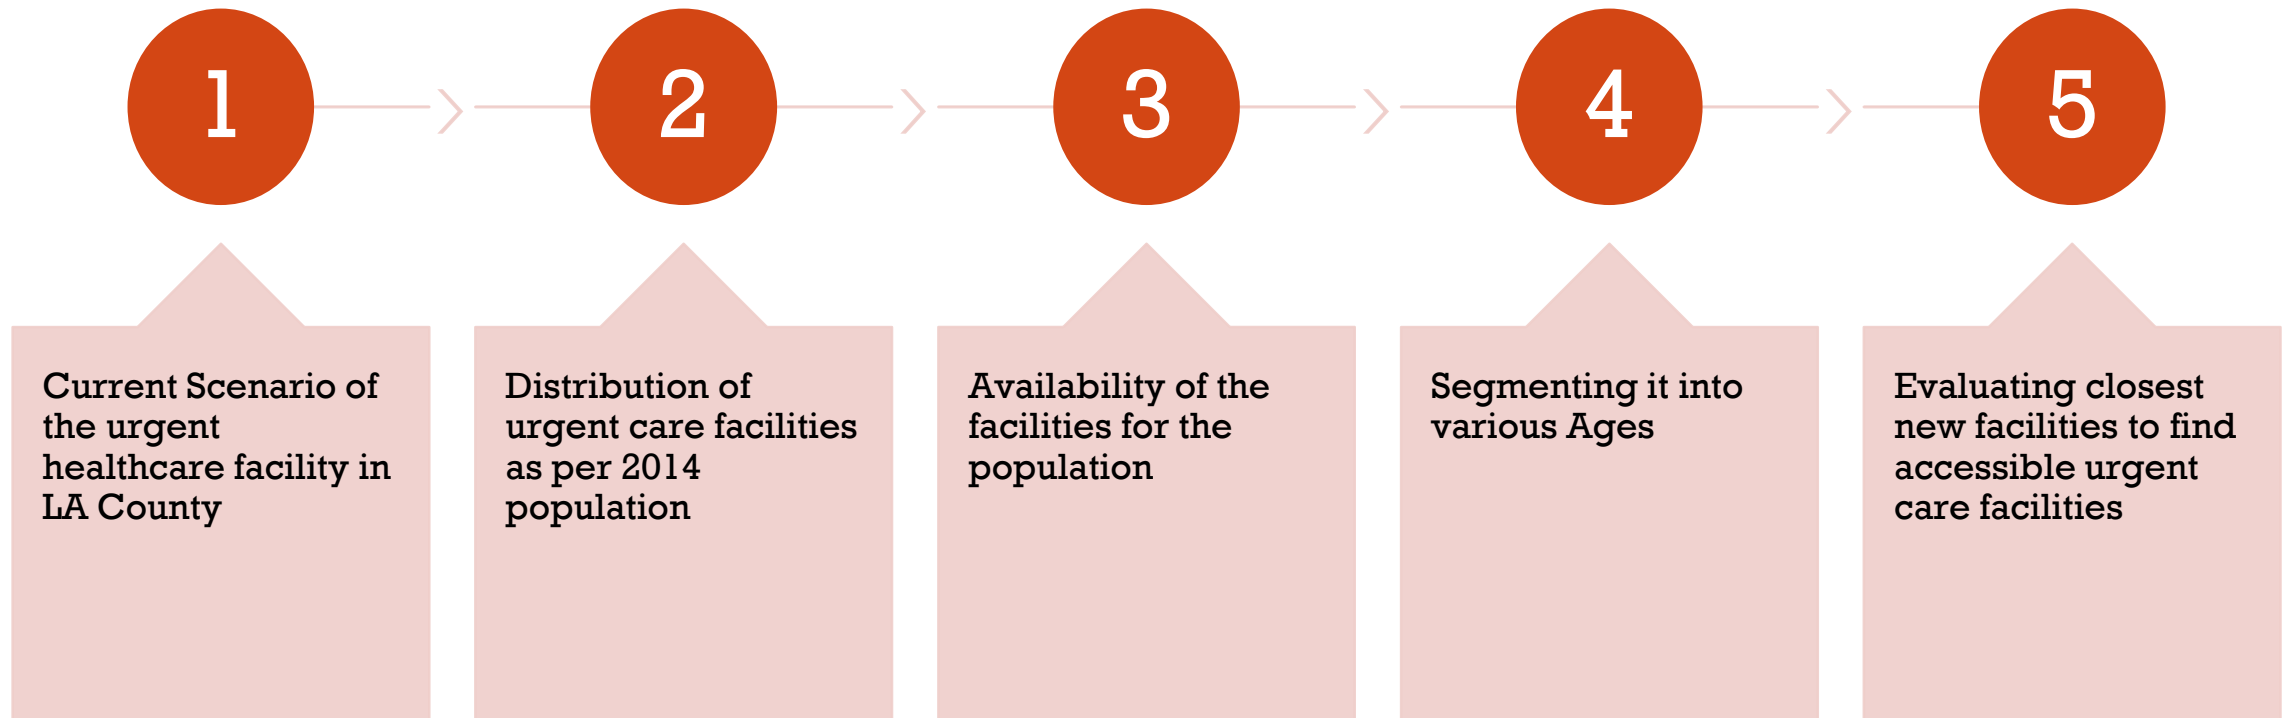 1
2
3
4
5
Current Scenario of
the urgent
healthcare facility in
LA County
Distribution of
urgent care facilities
as per 2014
population
Availability of the
facilities for the
population
Segmenting it into
various Ages
Evaluating closest
new facilities to find
accessible urgent
care facilities